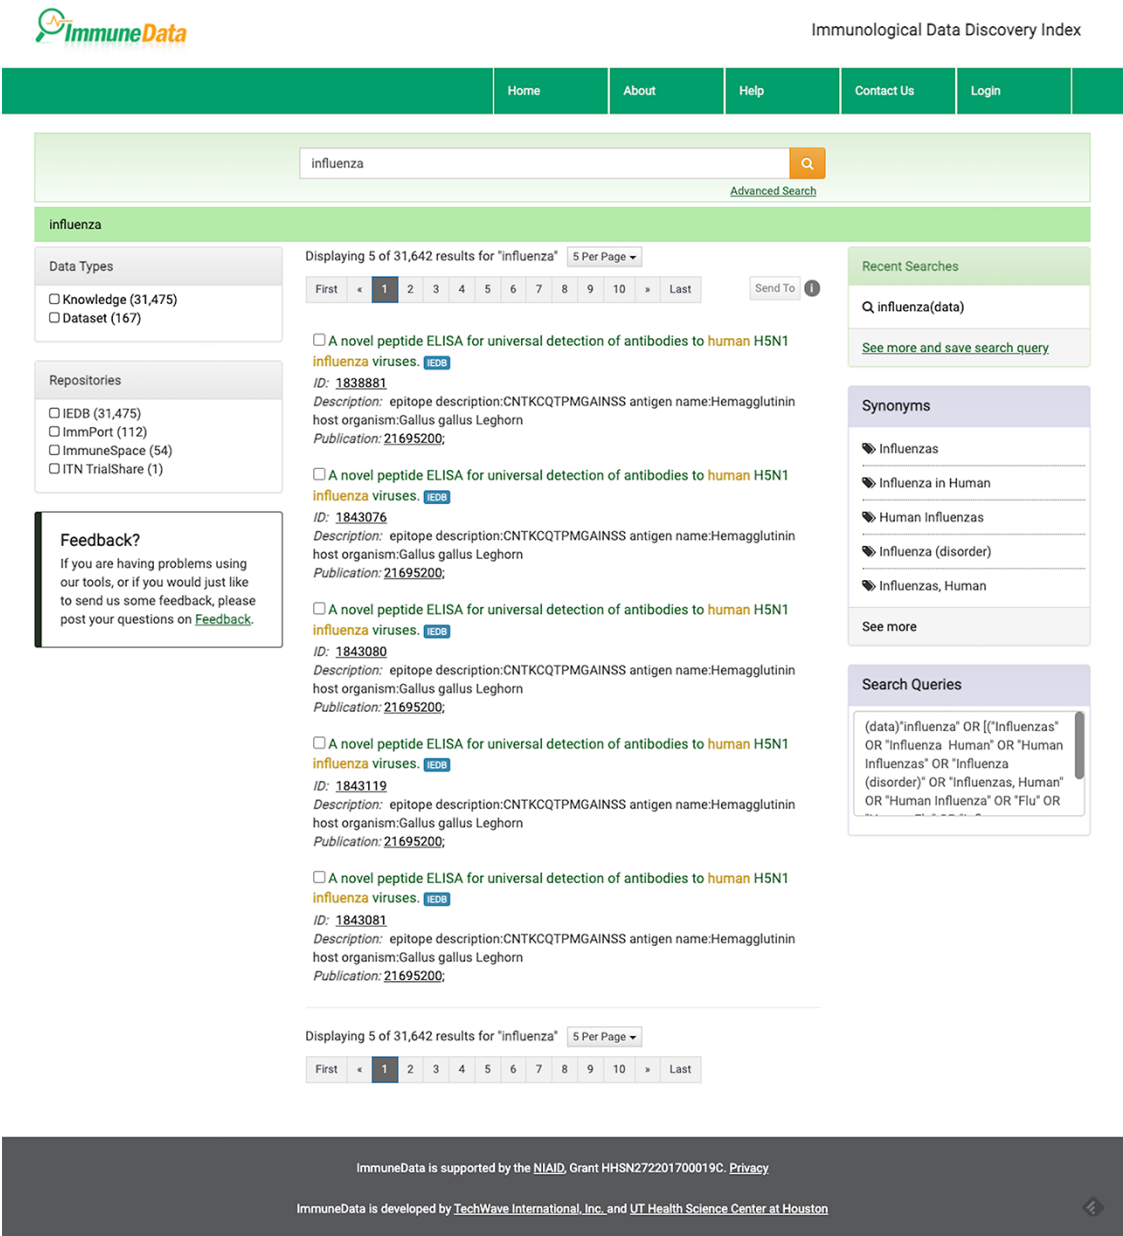 ImmuneData
Immunological Data Discovery Index
Home About Help Contact Us Login
influenza
Advanced Search
influenza
Data Types
Knowledge (31,475)
Dataset (167)
Repositories
IEDB (31,475)
ImmPort (112)
ImmuneSpace (54)
ITN TrialShare (1)
Feedback?
If you are having problems using
our tools, or if you would just like
to send us some feedback, please
post your questions on Feedback.
Displaying 5 of 31,642 results for "influenza" 5 Per Page
First « 1 2 3 4 5 6 7 8 9 10 » Last Send To i
A novel peptide ELISA for universal detection of antibodies to human H5N1
influenza viruses. IEDB
ID: 1838881
Description: epitope description:CNTKCQTPMGAINSS antigen name:Hemagglutinin
host organism:Gallus gallus Leghorn
Publication: 21695200;
A novel peptide ELISA for universal detection of antibodies to human H5N1
influenza viruses. IEDB
ID: 1843076
Description: epitope description:CNTKCQTPMGAINSS antigen name:Hemagglutinin
host organism:Gallus gallus Leghorn
Publication: 21695200;
A novel peptide ELISA for universal detection of antibodies to human H5N1
influenza viruses. IEDB
ID: 1843080
Description: epitope description:CNTKCQTPMGAINSS antigen name:Hemagglutinin
host organism:Gallus gallus Leghorn
Publication: 21695200;
A novel peptide ELISA for universal detection of antibodies to human H5N1
influenza viruses. IEDB
ID: 1843119
Description: epitope description:CNTKCQTPMGAINSS antigen name:Hemagglutinin
host organism:Gallus gallus Leghorn
Publication: 21695200;
A novel peptide ELISA for universal detection of antibodies to human H5N1
influenza viruses. IEDB
ID: 1843081
Description: epitope description:CNTKCQTPMGAINSS antigen name:Hemagglutinin
host organism:Gallus gallus Leghorn
Publication: 21695200;
Displaying 5 of 31,642 results for "influenza" 5 Per Page
First « 1 2 3 4 5 6 7 8 9 10 » Last
Recent Searches
influenza(data)
See more and save search query
Synonyms
Influenzas
Influenza in Human
Human Influenzas
Influenza (disorder)
Influenzas, Human
See more
Search Queries
(data)"influenza" OR [("Influenzas"
OR "Influenza Human" OR "Human
Influenzas" OR "Influenza
(disorder)" OR "Influenzas, Human"
OR "Human Influenza" OR "Flu" OR
ImmuneData is supported by the NIAID, Grant HHSN272201700019C. Privacy
ImmuneData is developed by TechWave International, Inc. and UT Health Science Center at Houston